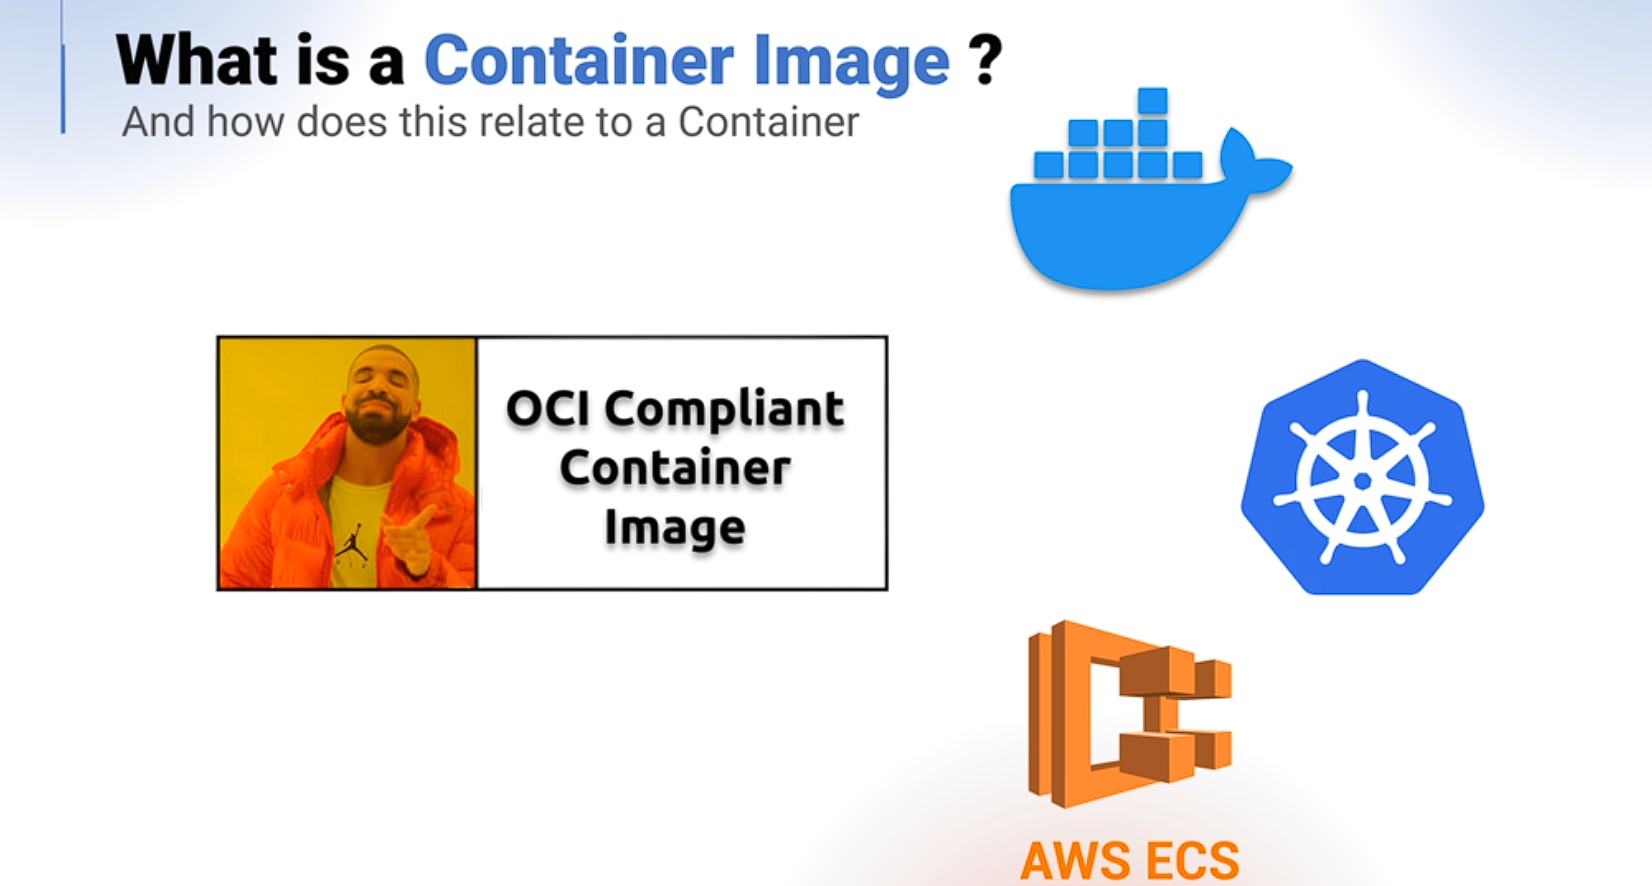 What is a Container Image ?
And how does this relate to a Container
OCI Compliant
Container
Image
AWS ECS